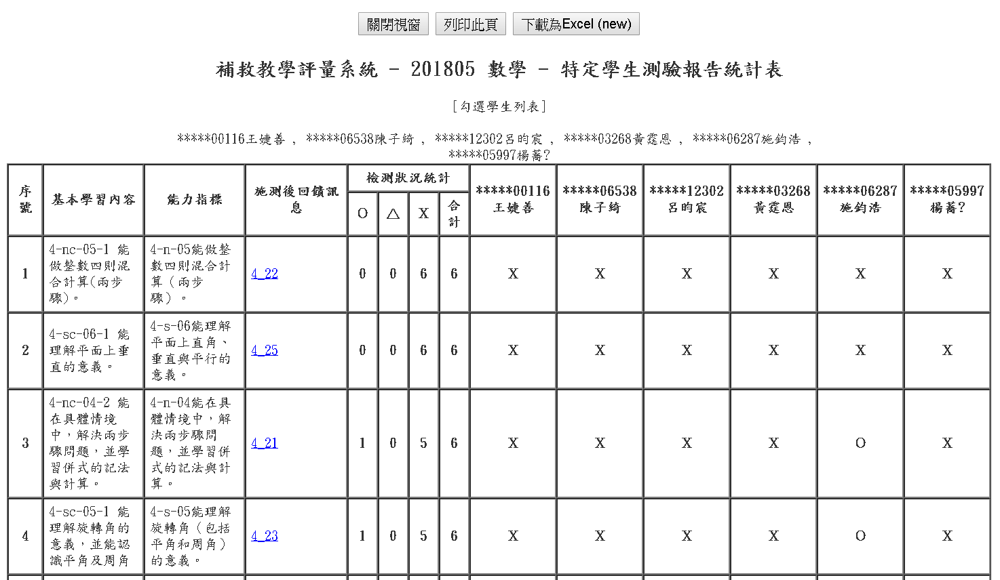 關閉視窗 列印此頁 下載為Excel (new)
補救教學評量系統 - 201805 數學 - 特定學生測驗報告統計表
[勾選學生列表]
*****00116王婕善 , *****06538陳子綺 , *****12302呂昀宸 , *****03268黃霆恩 , *****06287施鈞浩 ,
*****05997楊蕎?
序
號
基本學習內容
能力指標
施測後回饋訊
息
檢測狀況統計
O △ X 合
計
*****00116
王婕善
*****06538
陳子綺
*****12302
呂昀宸
*****03268
黃霆恩
*****06287
施鈞浩
*****05997
楊蕎?
1
4-nc-05-1 能
做整數四則混
合計算(兩步
驟)。
4-n-05能做整
數四則混合計
算（兩步
驟）。
4_22
0 0 6 6 X X X X X X
2
4-sc-06-1 能
理解平面上垂
直的意義。
4-s-06能理解
平面上直角、
垂直與平行的
意義。
4_25
0 0 6 6 X X X X X X
3
4-nc-04-2 能
在具體情境
中，解決兩步
驟問題，並學
習併式的記法
與計算。
4-n-04能在具
體情境中，解
決兩步驟問
題，並學習併
式的記法與計
算。
4_21
1 0 5 6 X X X X O X
4
4-sc-05-1 能
理解旋轉角的
意義，並能認
識平角及周角
4-s-05能理解
旋轉角（包括
平角和周角）
的意義。
4_23
1 0 5 6 X X X X O X